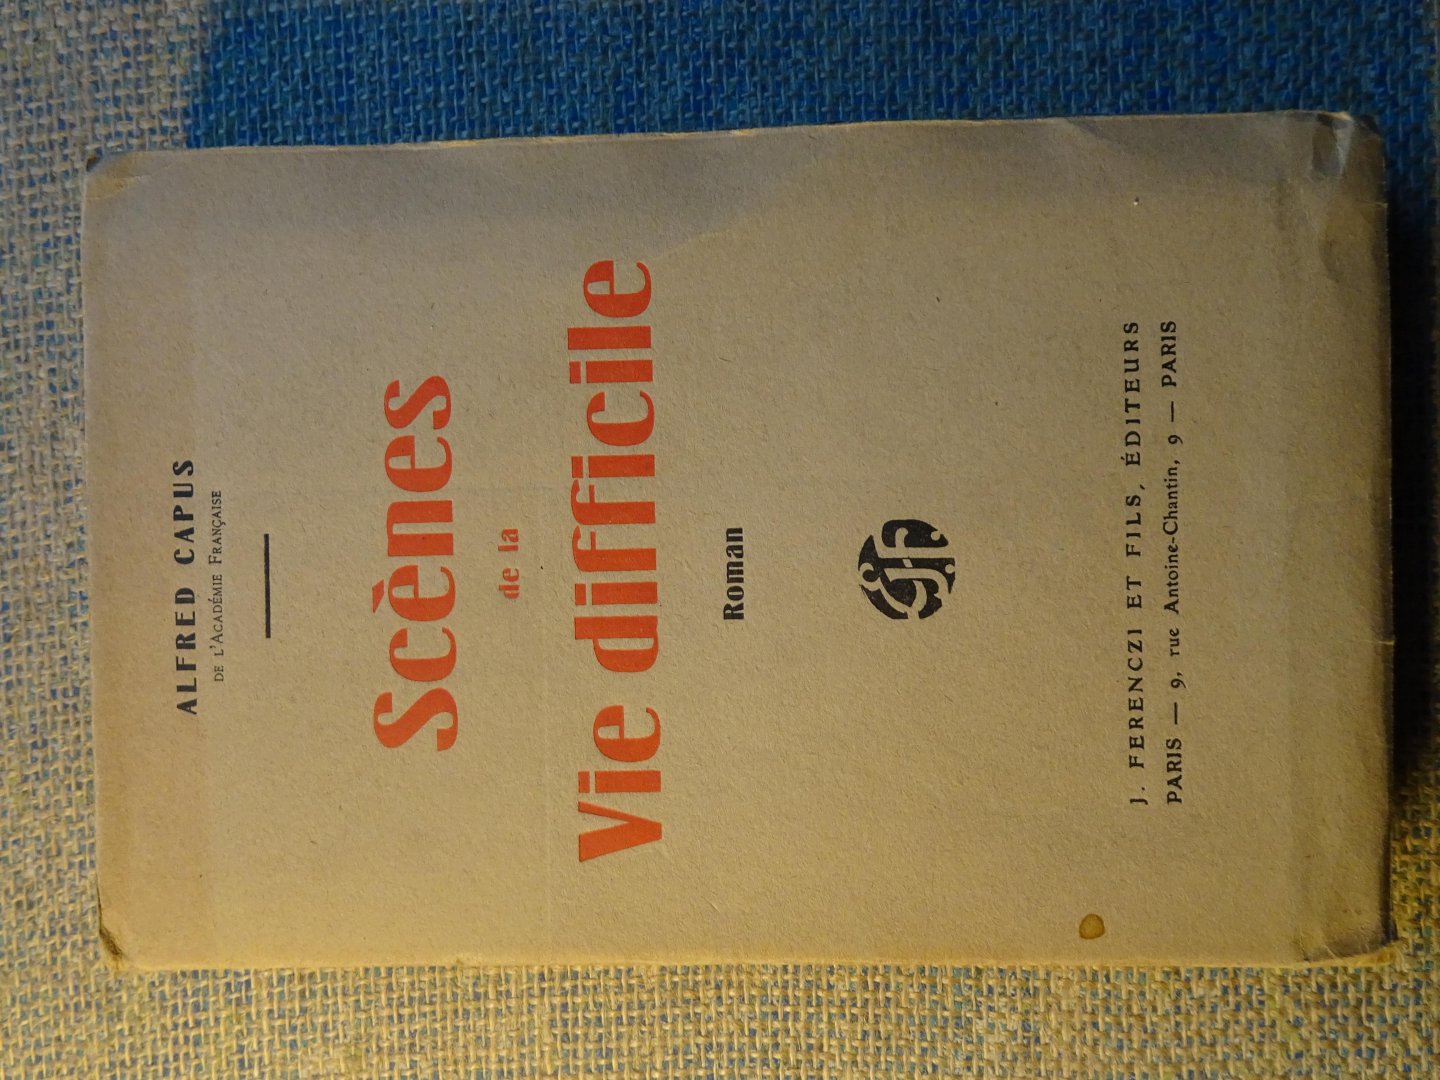 ALFRED CAPUS
DE L'ACADÉMIE FRANÇAISE
Scènes
de la
Vie difficile
Roman
J. FERENCZI ET FILS, ÉDITEURS
PARIS — 9, rue Antoine-Chantin, 9 — PARIS